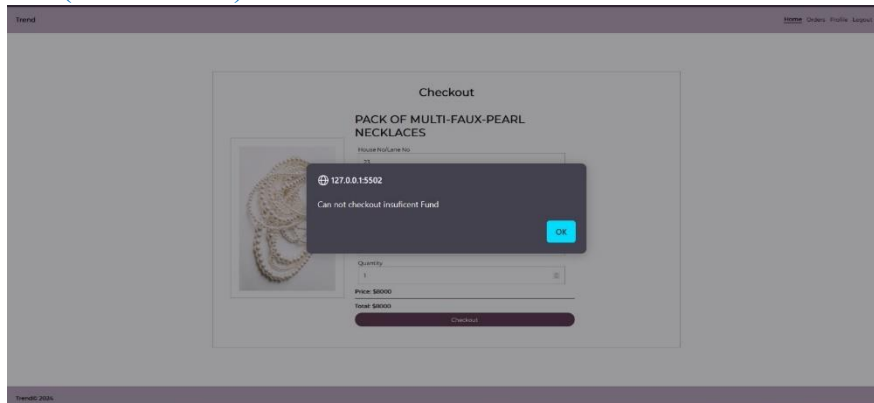 Trend
Home Orders Profile Logout
Checkout
PACK OF MULTI-FAUX-PEARL
NECKLACES
House No/Lane No
23
127.0.0.1:5502
Can not checkout insuficent Fund
OK
Quantity
1
Price: $8000
Total: $8000
Checkout
Trend© 2024